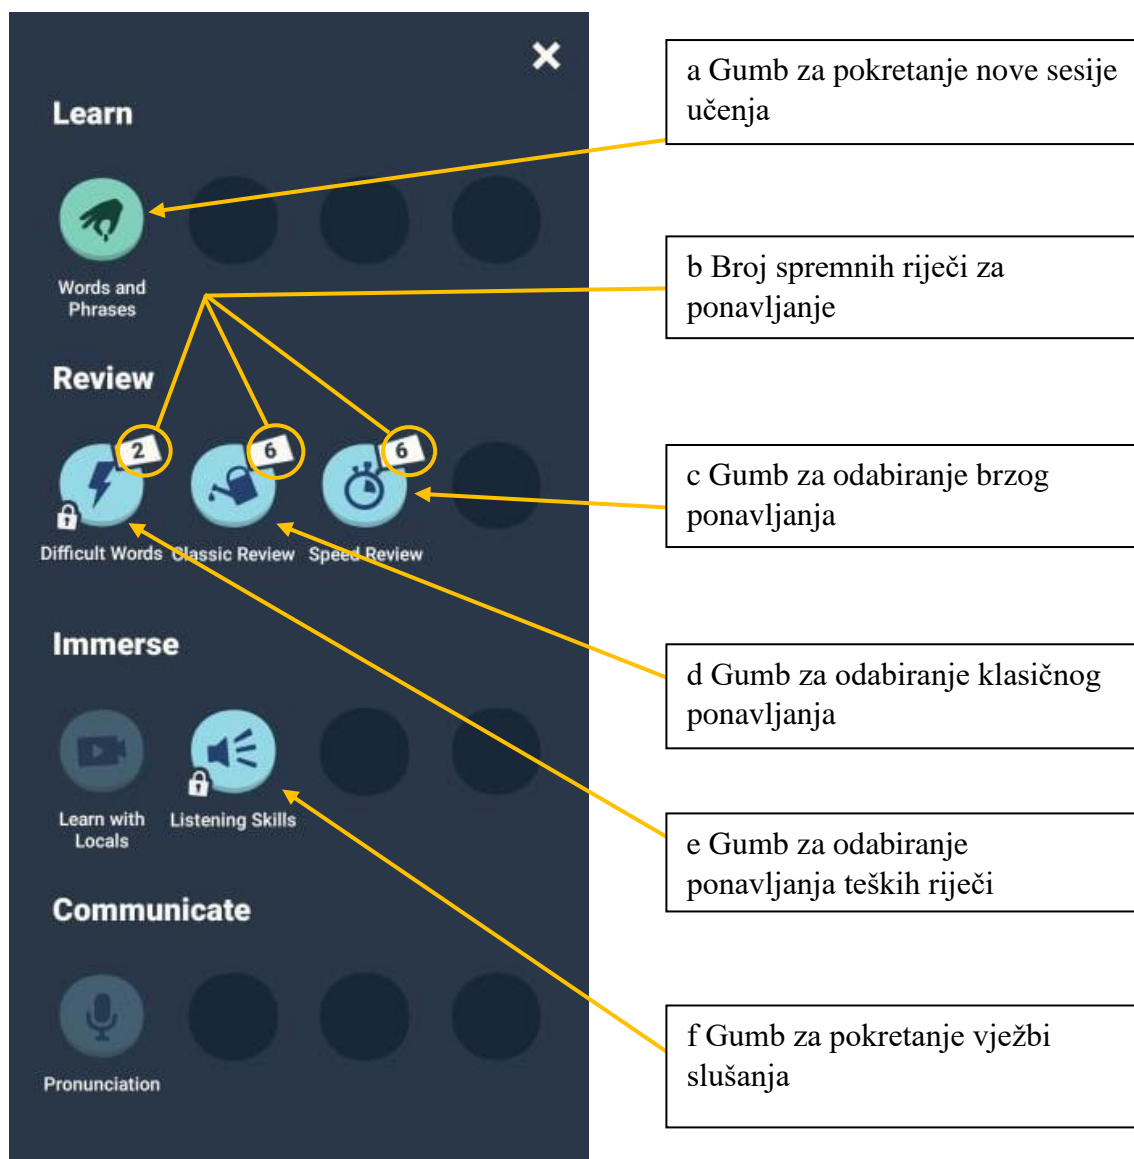 Learn
Words and
Phrases
Review
2
6
6
Difficult Words
Classic Review
Speed Review
Immerse
Learn with
Locals
Listening Skills
Communicate
Pronunciation
a Gumb za pokretanje nove sesije
učenja
b Broj spremnih riječi za
ponavljanje
c Gumb za odabiranje brzog
ponavljanja
d Gumb za odabiranje klasičnog
ponavljanja
e Gumb za odabiranje
ponavljanja teških riječi
f Gumb za pokretanje vježbi
slušanja